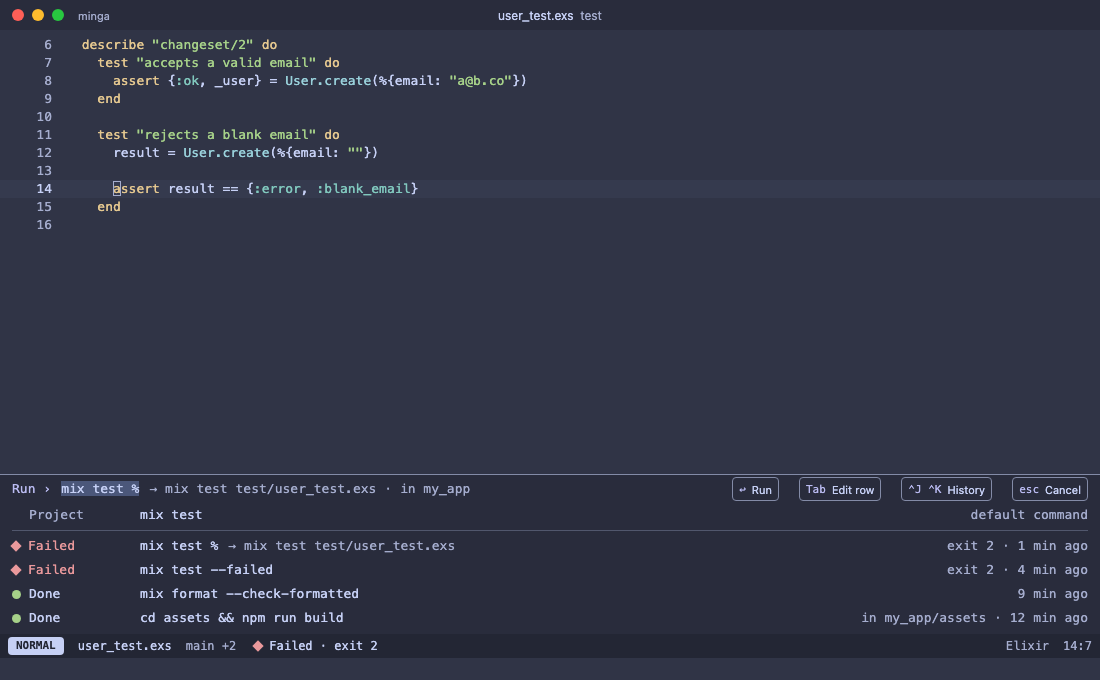 minga user_test.exs test
6 describe "changeset/2" do
7 test "accepts a valid email" do
8 assert {:ok, _user} = User.create(%{email: "a@b.co"})
9 end
10
11 test "rejects a blank email" do
12 result = User.create(%{email: ""})
13
14 assert result == {:error, :blank_email}
15 end
16
Run › mix test % → mix test test/user_test.exs · in my_app ↩ Run Tab Edit row ^J ^K History esc Cancel
Project mix test default command
Failed mix test % → mix test test/user_test.exs exit 2 · 1 min ago
Failed mix test --failed exit 2 · 4 min ago
Done mix format --check-formatted 9 min ago
Done cd assets && npm run build in my_app/assets · 12 min ago
NORMAL user_test.exs main +2 Failed · exit 2 Elixir 14:7